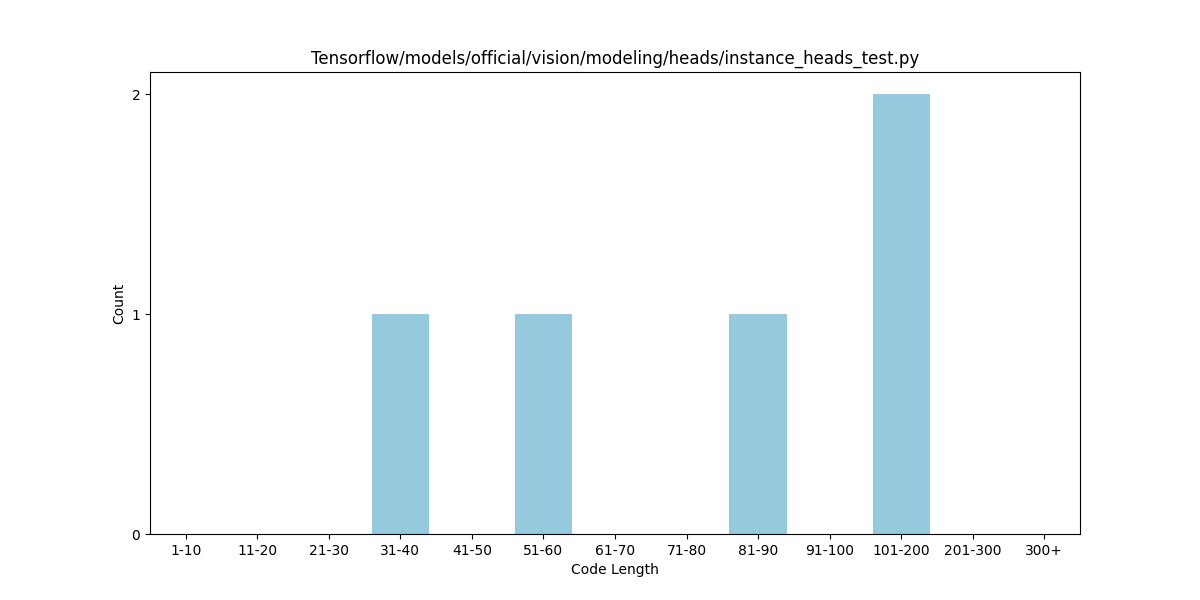 Tensorflow/models/official/vision/modeling/heads/instance_heads_test.py
2
1
0
Count
1-10 11-20 21-30 31-40 41-50 51-60 61-70 71-80 81-90 91-100 101-200 201-300 300+
Code Length